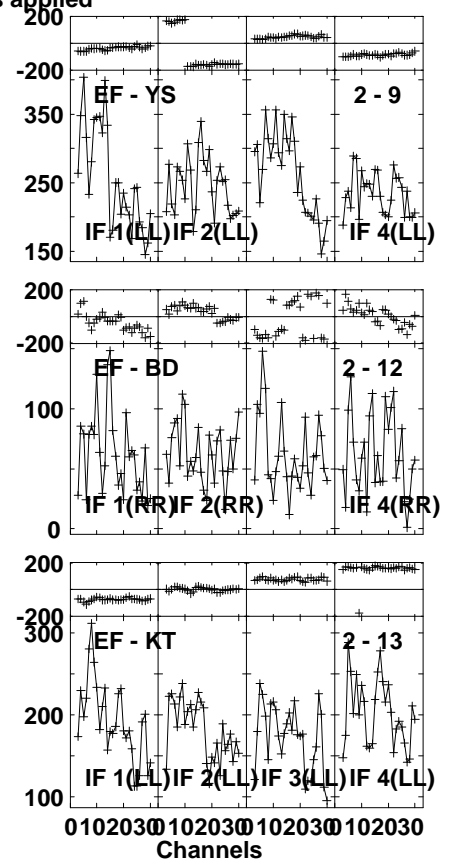 s applied
200
-200
EF - YS 2 - 9
350
250
150
IF 1(LL) IF 2(LL) IF 4(LL)
200
-200
EF - BD 2 - 12
100
0
IF 1(RR) IF 2(RR) IF 4(RR)
200
-200
EF - KT 2 - 13
300
200
100
IF 1(LL) IF 2(LL) IF 3(LL) IF 4(LL)
0102030 0102030 0102030 0102030
Channels